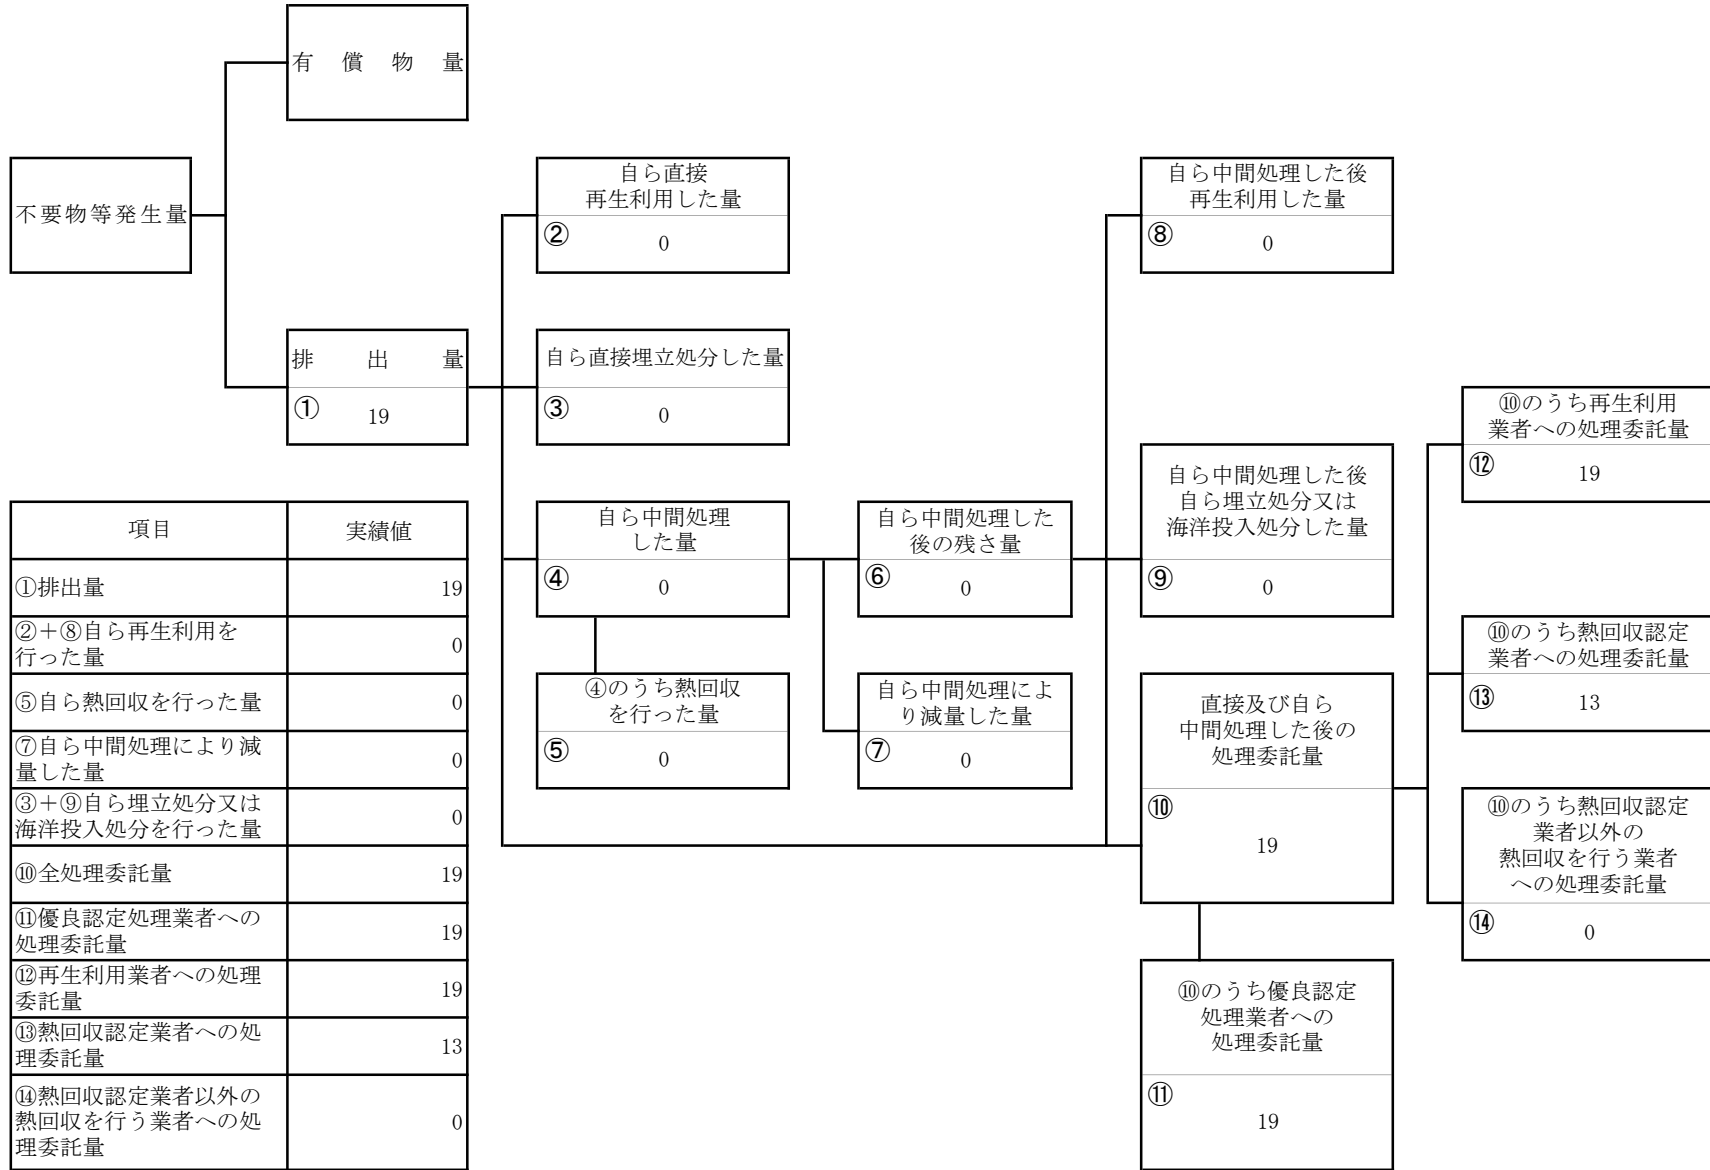 有償物量
不要物等発生量
自ら直接
再生利用した量
② 0
自ら中間処理した後
再生利用した量
⑧ 0
排出量
① 19
自ら直接埋立処分した量
③ 0
⑩のうち再生利用
業者への処理委託量
⑫ 19
自ら中間処理
した量
④ 0
自ら中間処理した
後の残さ量
⑥ 0
自ら中間処理した後
自ら埋立処分又は
海洋投入処分した量
⑨ 0
⑩のうち熱回収認定
業者への処理委託量
⑬ 13
④のうち熱回収
を行った量
⑤ 0
自ら中間処理によ
り減量した量
⑦ 0
直接及び自ら
中間処理した後の
処理委託量
⑩
19
⑩のうち熱回収認定
業者以外の
熱回収を行う業者
への処理委託量
⑭ 0
⑩のうち優良認定
処理業者への
処理委託量
⑪
19
項目 実績値
①排出量 19
②+⑧自ら再生利用を
行った量 0
⑤自ら熱回収を行った量 0
⑦自ら中間処理により減
量した量 0
③+⑨自ら埋立処分又は
海洋投入処分を行った量 0
⑩全処理委託量 19
⑪優良認定処理業者への
処理委託量 19
⑫再生利用業者への処理
委託量 19
⑬熱回収認定業者への処
理委託量 13
⑭熱回収認定業者以外の
熱回収を行う業者への処
理委託量 0